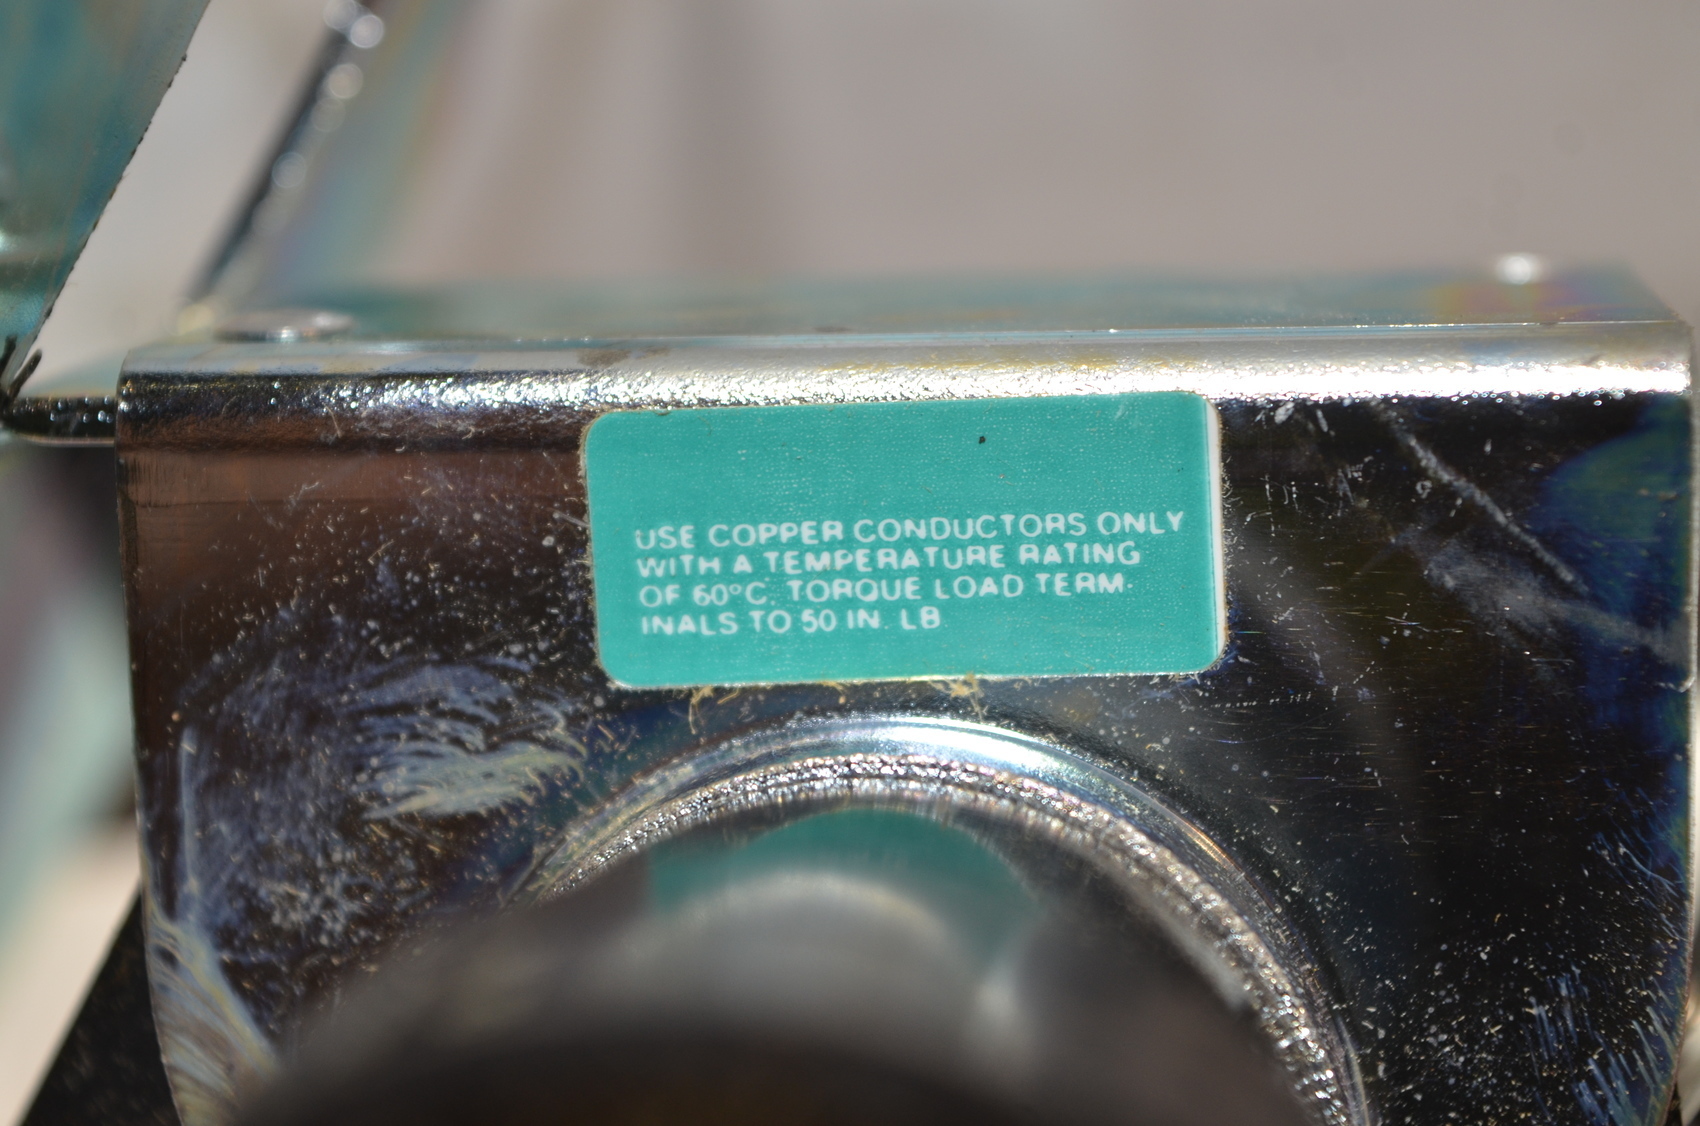 USE COPPER CONDUCTORS ONLY
WITH A TEMPERATURE RATING
OF 60°C. TORQUE LOAD TERM-
INALS TO 50 IN. LB